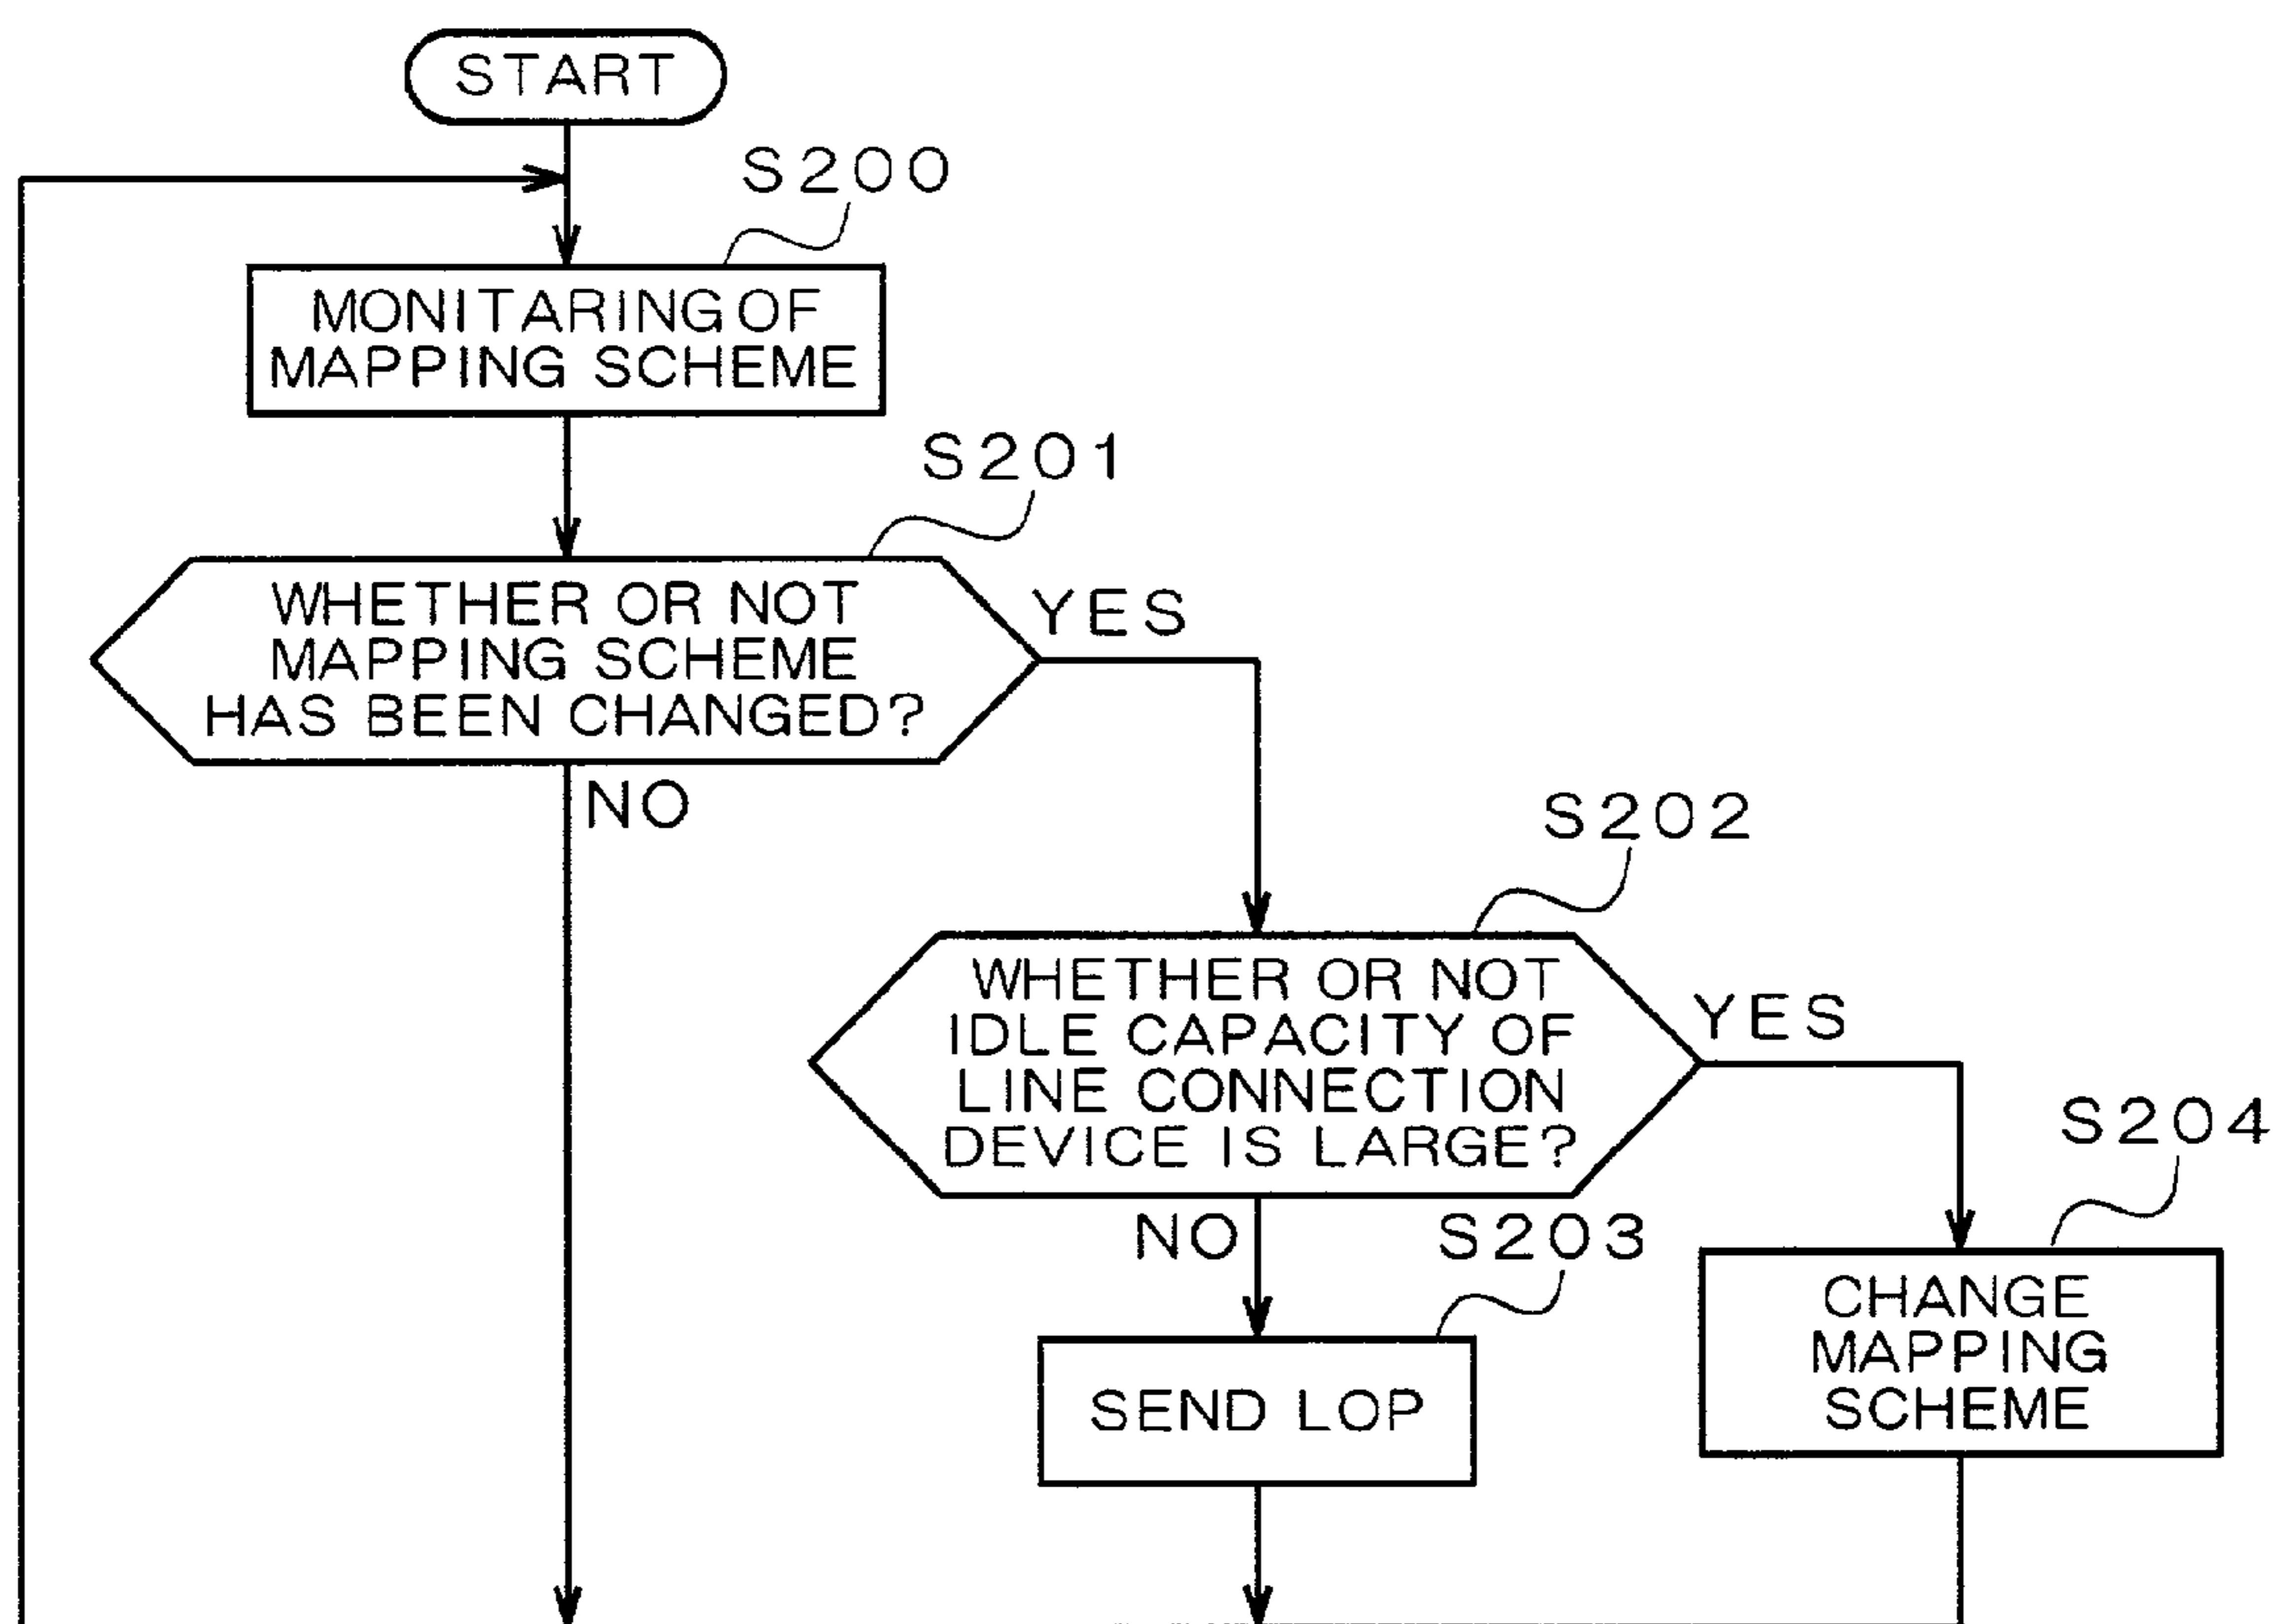 START
S200
MONITARING OF
MAPPING SCHEME
S201
WHETHER OR NOT
MAPPING SCHEME
HAS BEEN CHANGED?
YES
NO
S202
WHETHER OR NOT
IDLE CAPACITY OF
LINE CONNECTION
DEVICE IS LARGE?
YES
NO
S203
SEND LOP
S204
CHANGE
MAPPING
SCHEME